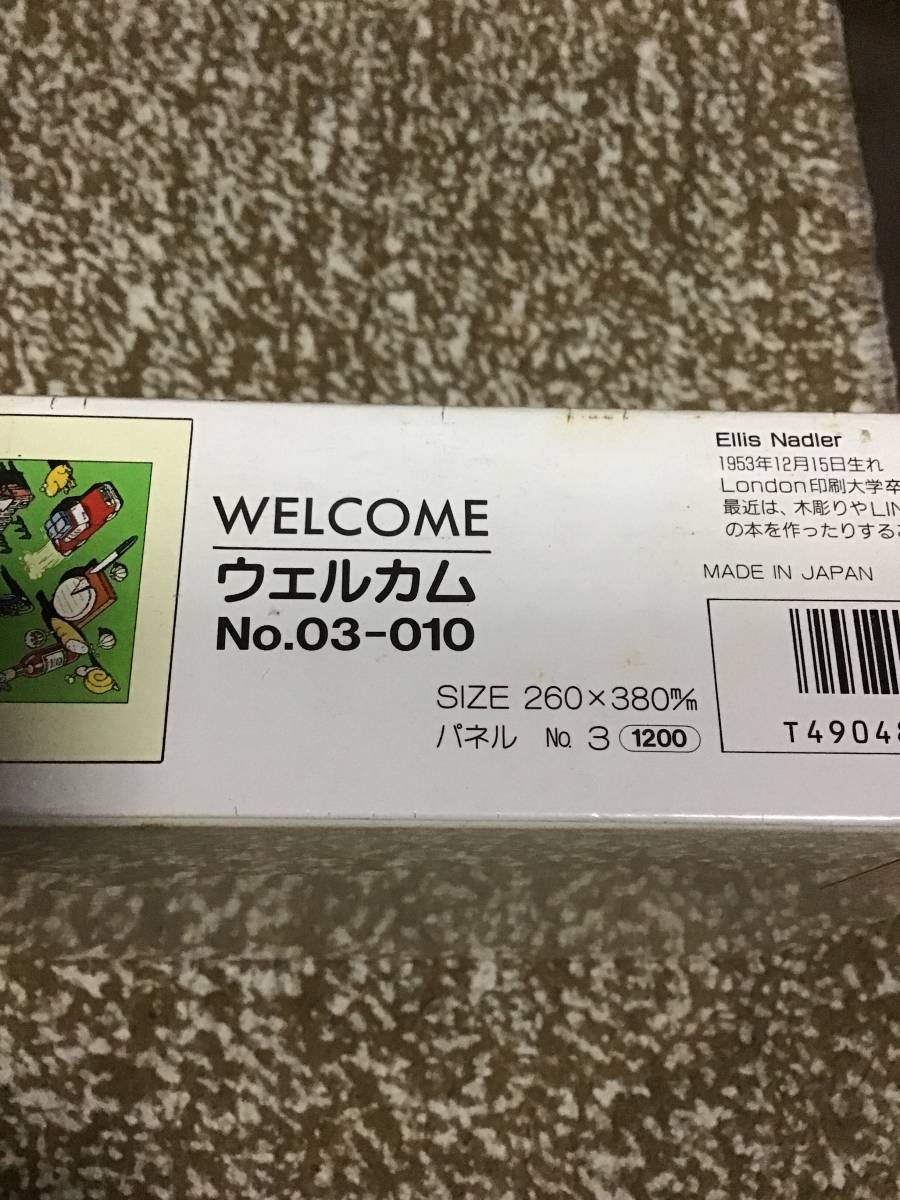 WELCOME
ウェルカム
No.03-010
SIZE 260×380m/m
パネル No. 3 1200
Ellis Nadler
1953年12月15日生れ
London印刷大学卒
最近は、木彫りやLIN
の本を作ったりする
MADE IN JAPAN
T4904